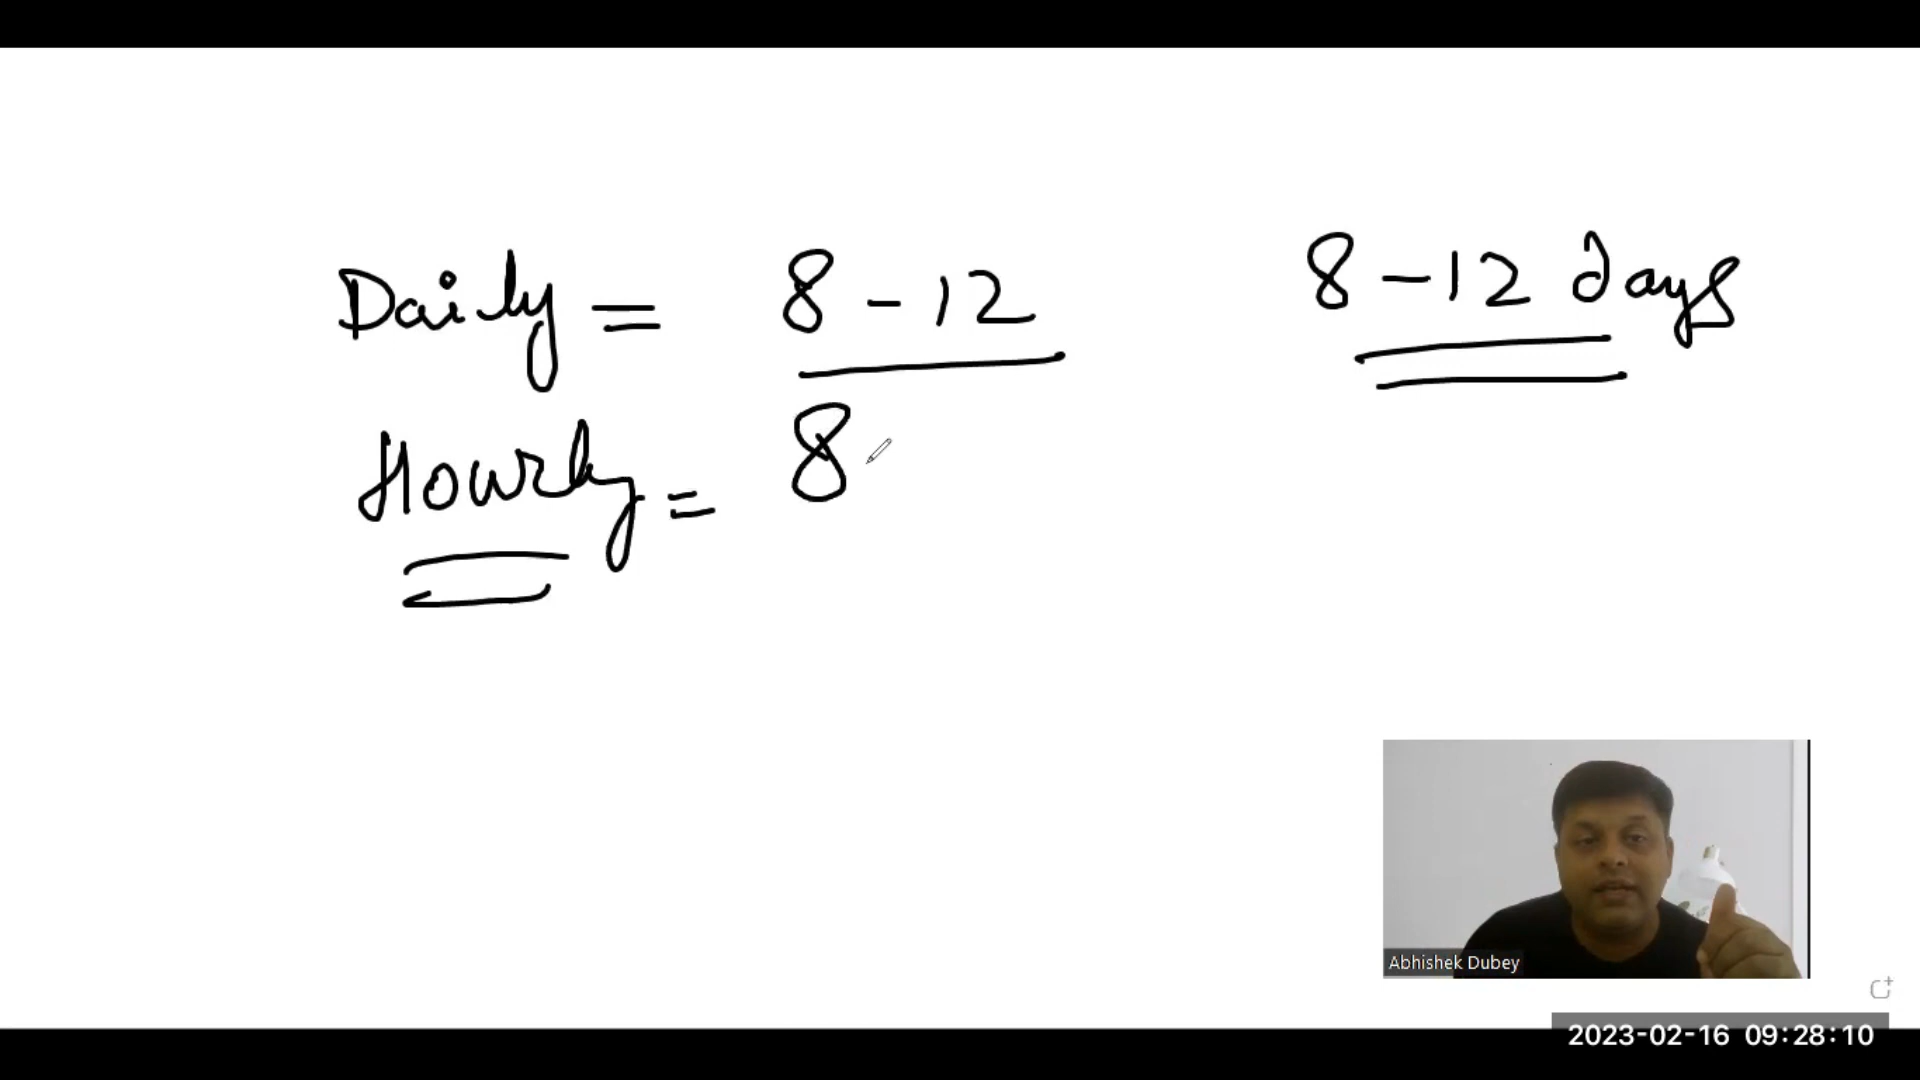 Daily = 8 - 12
8 - 12 days
Hourly = 8
Abhishek Dubey
2023-02-16 09:28:10